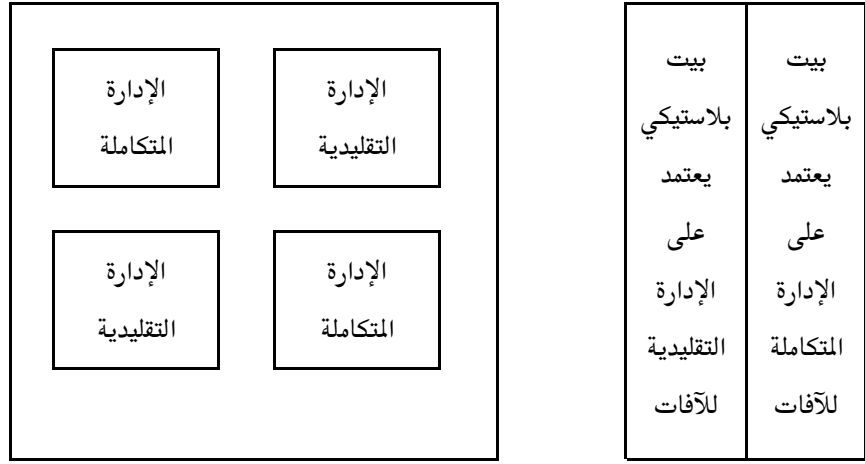 بيت
بلاستيكي
يعتمد
على
الإدارة
المتكاملة
للآفات
بيت
بلاستيكي
يعتمد
على
الإدارة
التقليدية
للآفات
الإدارة
التقليدية
الإدارة
المتكاملة
الإدارة
المتكاملة
الإدارة
التقليدية